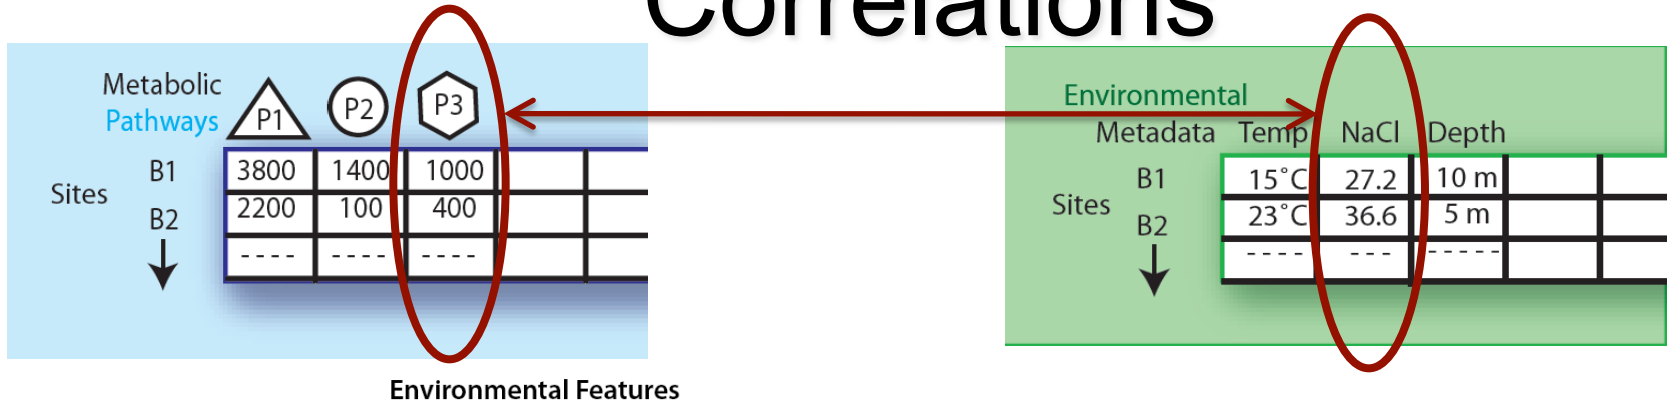 Correlations
Metabolic
Pathways P1 P2 P3
Sites
B1 3800 1400 1000
B2 2200 100 400
---- ---- ----
Environmental
Metadata Temp NaCl Depth
Sites
B1 15°C 27.2 10 m
B2 23°C 36.6 5 m
---- --- -----
Environmental Features